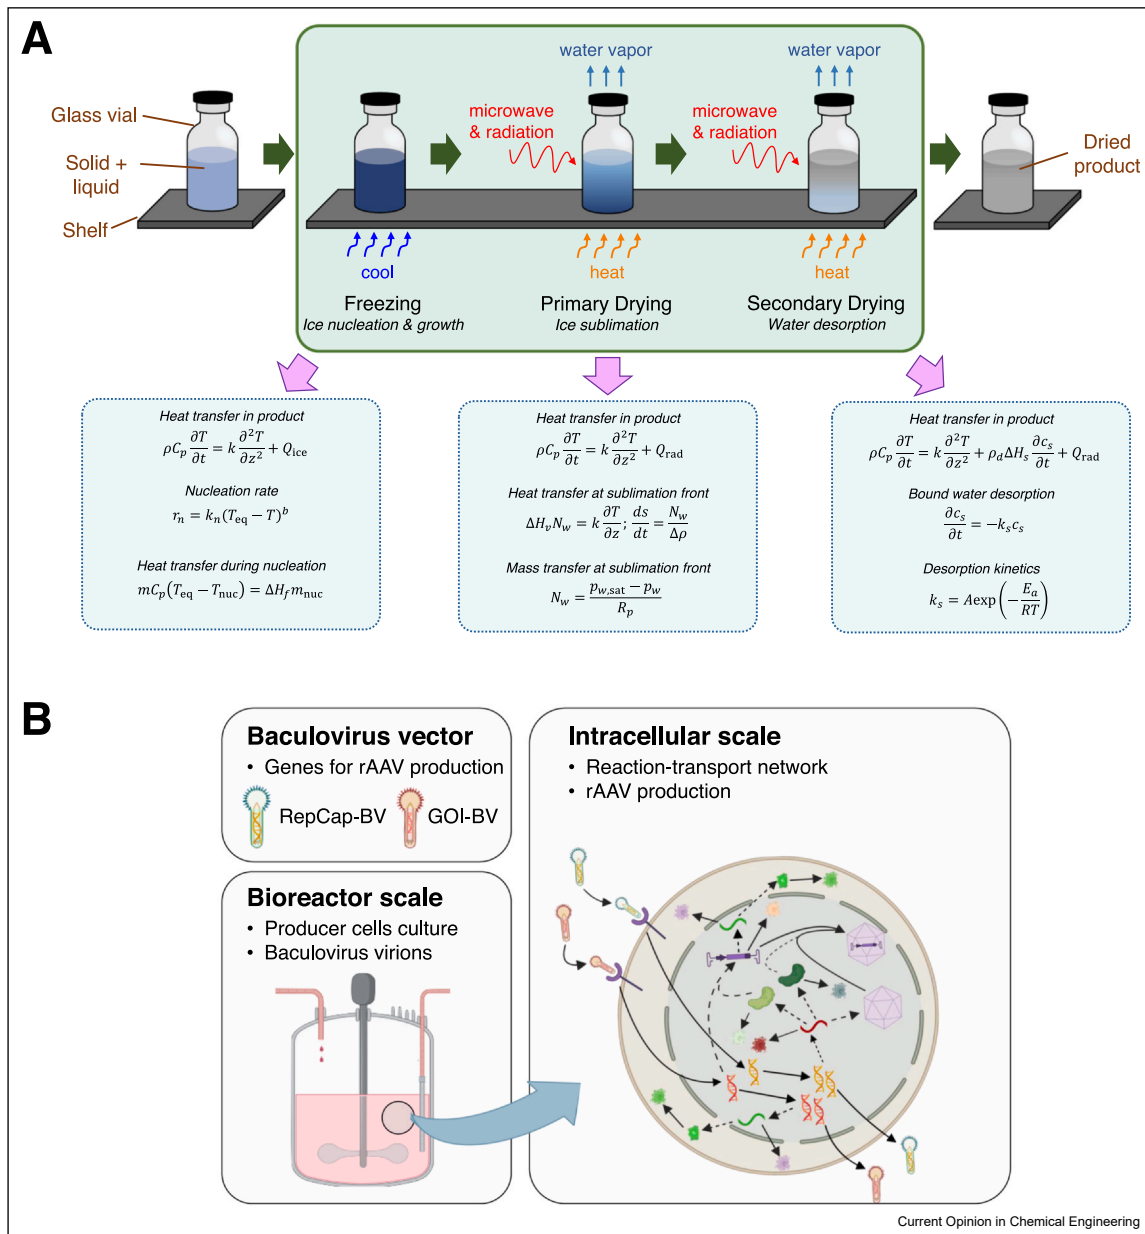 A
Glass vial
Solid +
liquid
Shelf
water vapor
water vapor
microwave
& radiation
microwave
& radiation
Dried
product
cool
heat
heat
Freezing
Ice nucleation & growth
Primary Drying
Ice sublimation
Secondary Drying
Water desorption
Heat transfer in product
ρC_p ∂T/∂t = k ∂²T/∂z² + Q_ice
Nucleation rate
r_n = k_n(T_eq − T)^b
Heat transfer during nucleation
mC_p(T_eq − T_nuc) = ΔH_f m_nuc
Heat transfer in product
ρC_p ∂T/∂t = k ∂²T/∂z² + Q_rad
Heat transfer at sublimation front
ΔH_v N_w = k ∂T/∂z; ds/dt = N_w/Δρ
Mass transfer at sublimation front
N_w = (p_w,sat − p_w)/R_p
Heat transfer in product
ρC_p ∂T/∂t = k ∂²T/∂z² + ρ_d ΔH_s ∂c_s/∂t + Q_rad
Bound water desorption
∂c_s/∂t = −k_s c_s
Desorption kinetics
k_s = Aexp(−E_a/RT)
B
Baculovirus vector
• Genes for rAAV production
RepCap-BV
GOI-BV
Bioreactor scale
• Producer cells culture
• Baculovirus virions
Intracellular scale
• Reaction-transport network
• rAAV production
Current Opinion in Chemical Engineering